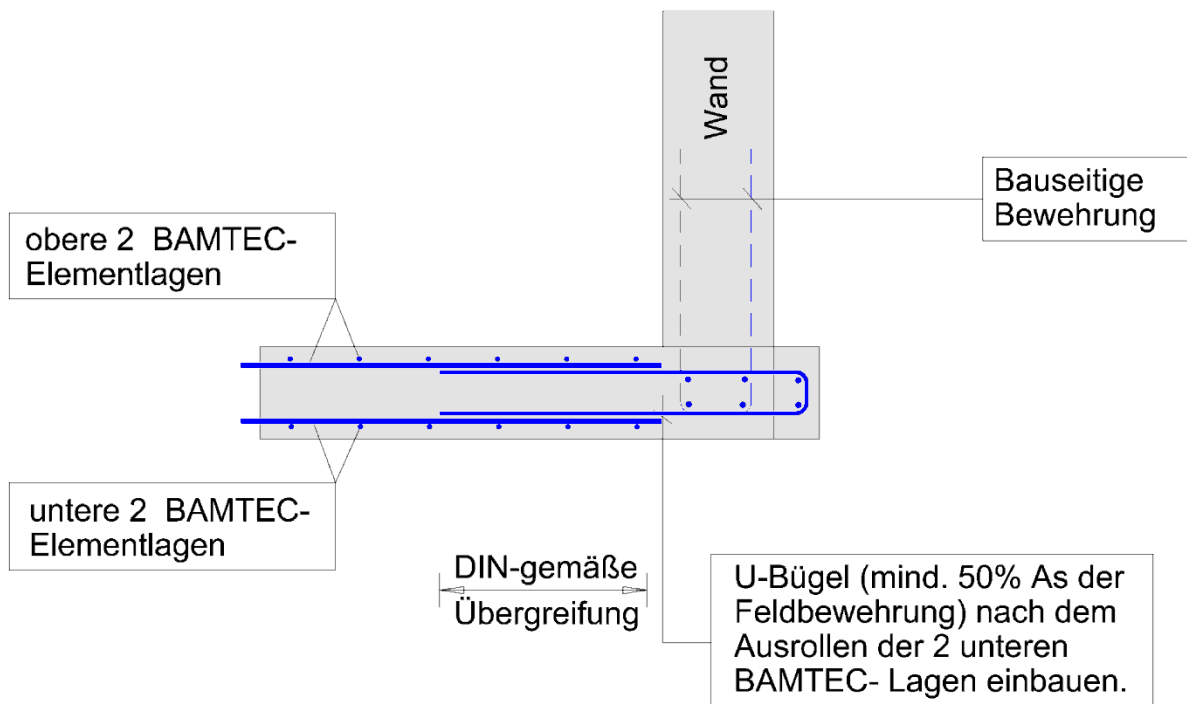 Wand
Bauseitige
Bewehrung
obere 2 BAMTEC-
Elementlagen
untere 2 BAMTEC-
Elementlagen
DIN-gemäße
Übergreifung
U-Bügel (mind. 50% As der
Feldbewehrung) nach dem
Ausrollen der 2 unteren
BAMTEC- Lagen einbauen.